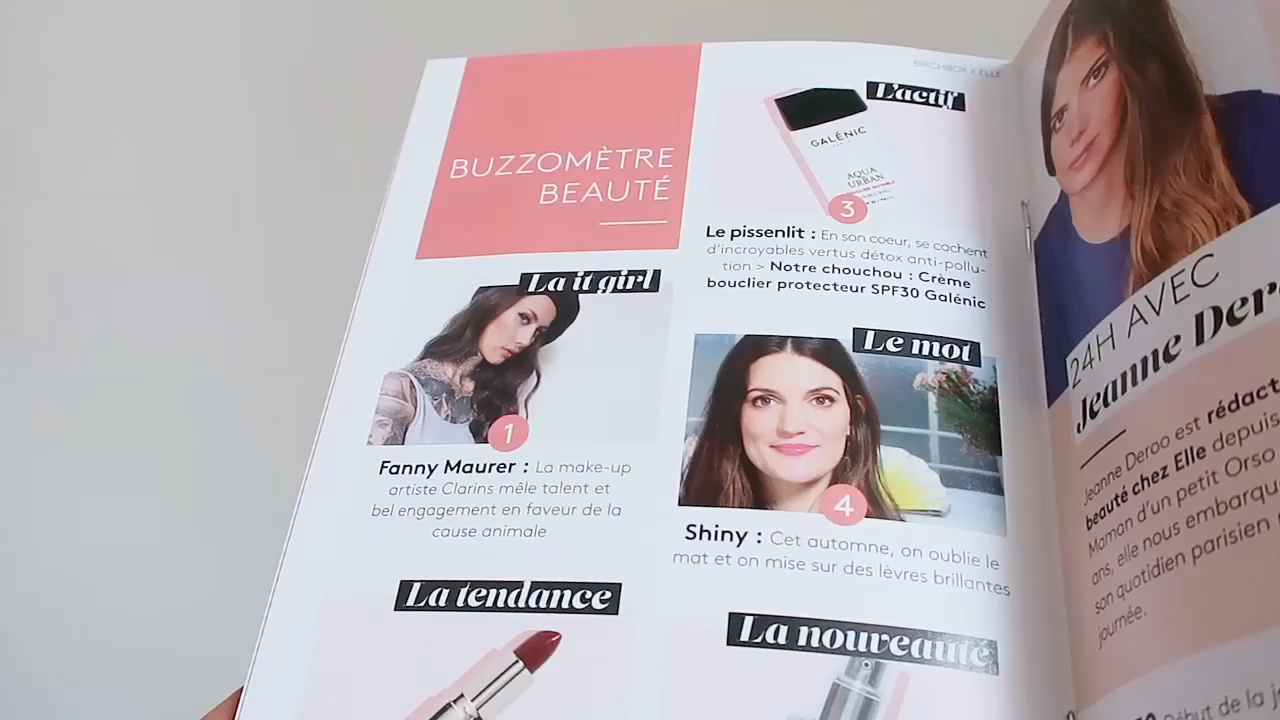 BIRCHBOX X ELLE
BUZZOMÈTRE
BEAUTÉ
La it girl
1
Fanny Maurer : La make-up
artiste Clarins mêle talent et
bel engagement en faveur de la
cause animale
La tendance
L'actif
GALÉNIC
PARIS
AQUA
URBAN
3
Le pissenlit : En son coeur, se cachent
d'incroyables vertus détox anti-pollu-
tion > Notre chouchou : Crème
bouclier protecteur SPF30 Galénic
Le mot
4
Shiny : Cet automne, on oublie le
mat et on mise sur des lèvres brillantes
La nouveauté
24H AVEC
Jeanne Der
Jeanne Deroo est rédact
beauté chez Elle depuis
Maman d'un petit Orso
ans, elle nous embarqu
son quotidien parisien
journée.
Début de la j